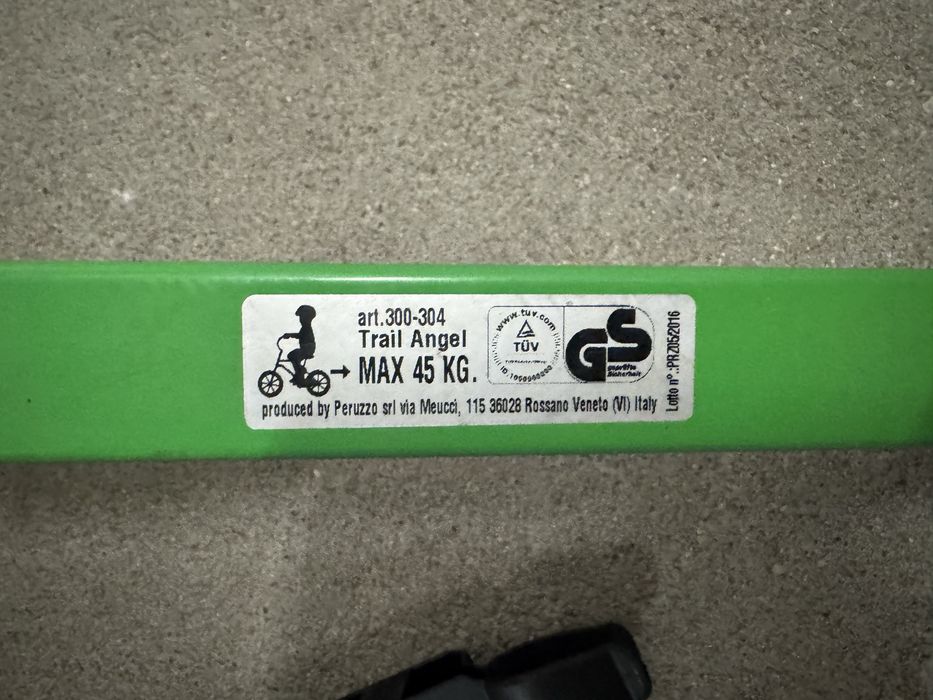 art.300-304
Trail Angel
MAX 45 KG.
produced by Peruzzo srl via Meucci, 115 36028 Rossano Veneto (VI) Italy
www.tuv.com
TÜV
GS
geprüfte
Sicherheit
Lotto n°.:PRZ052016